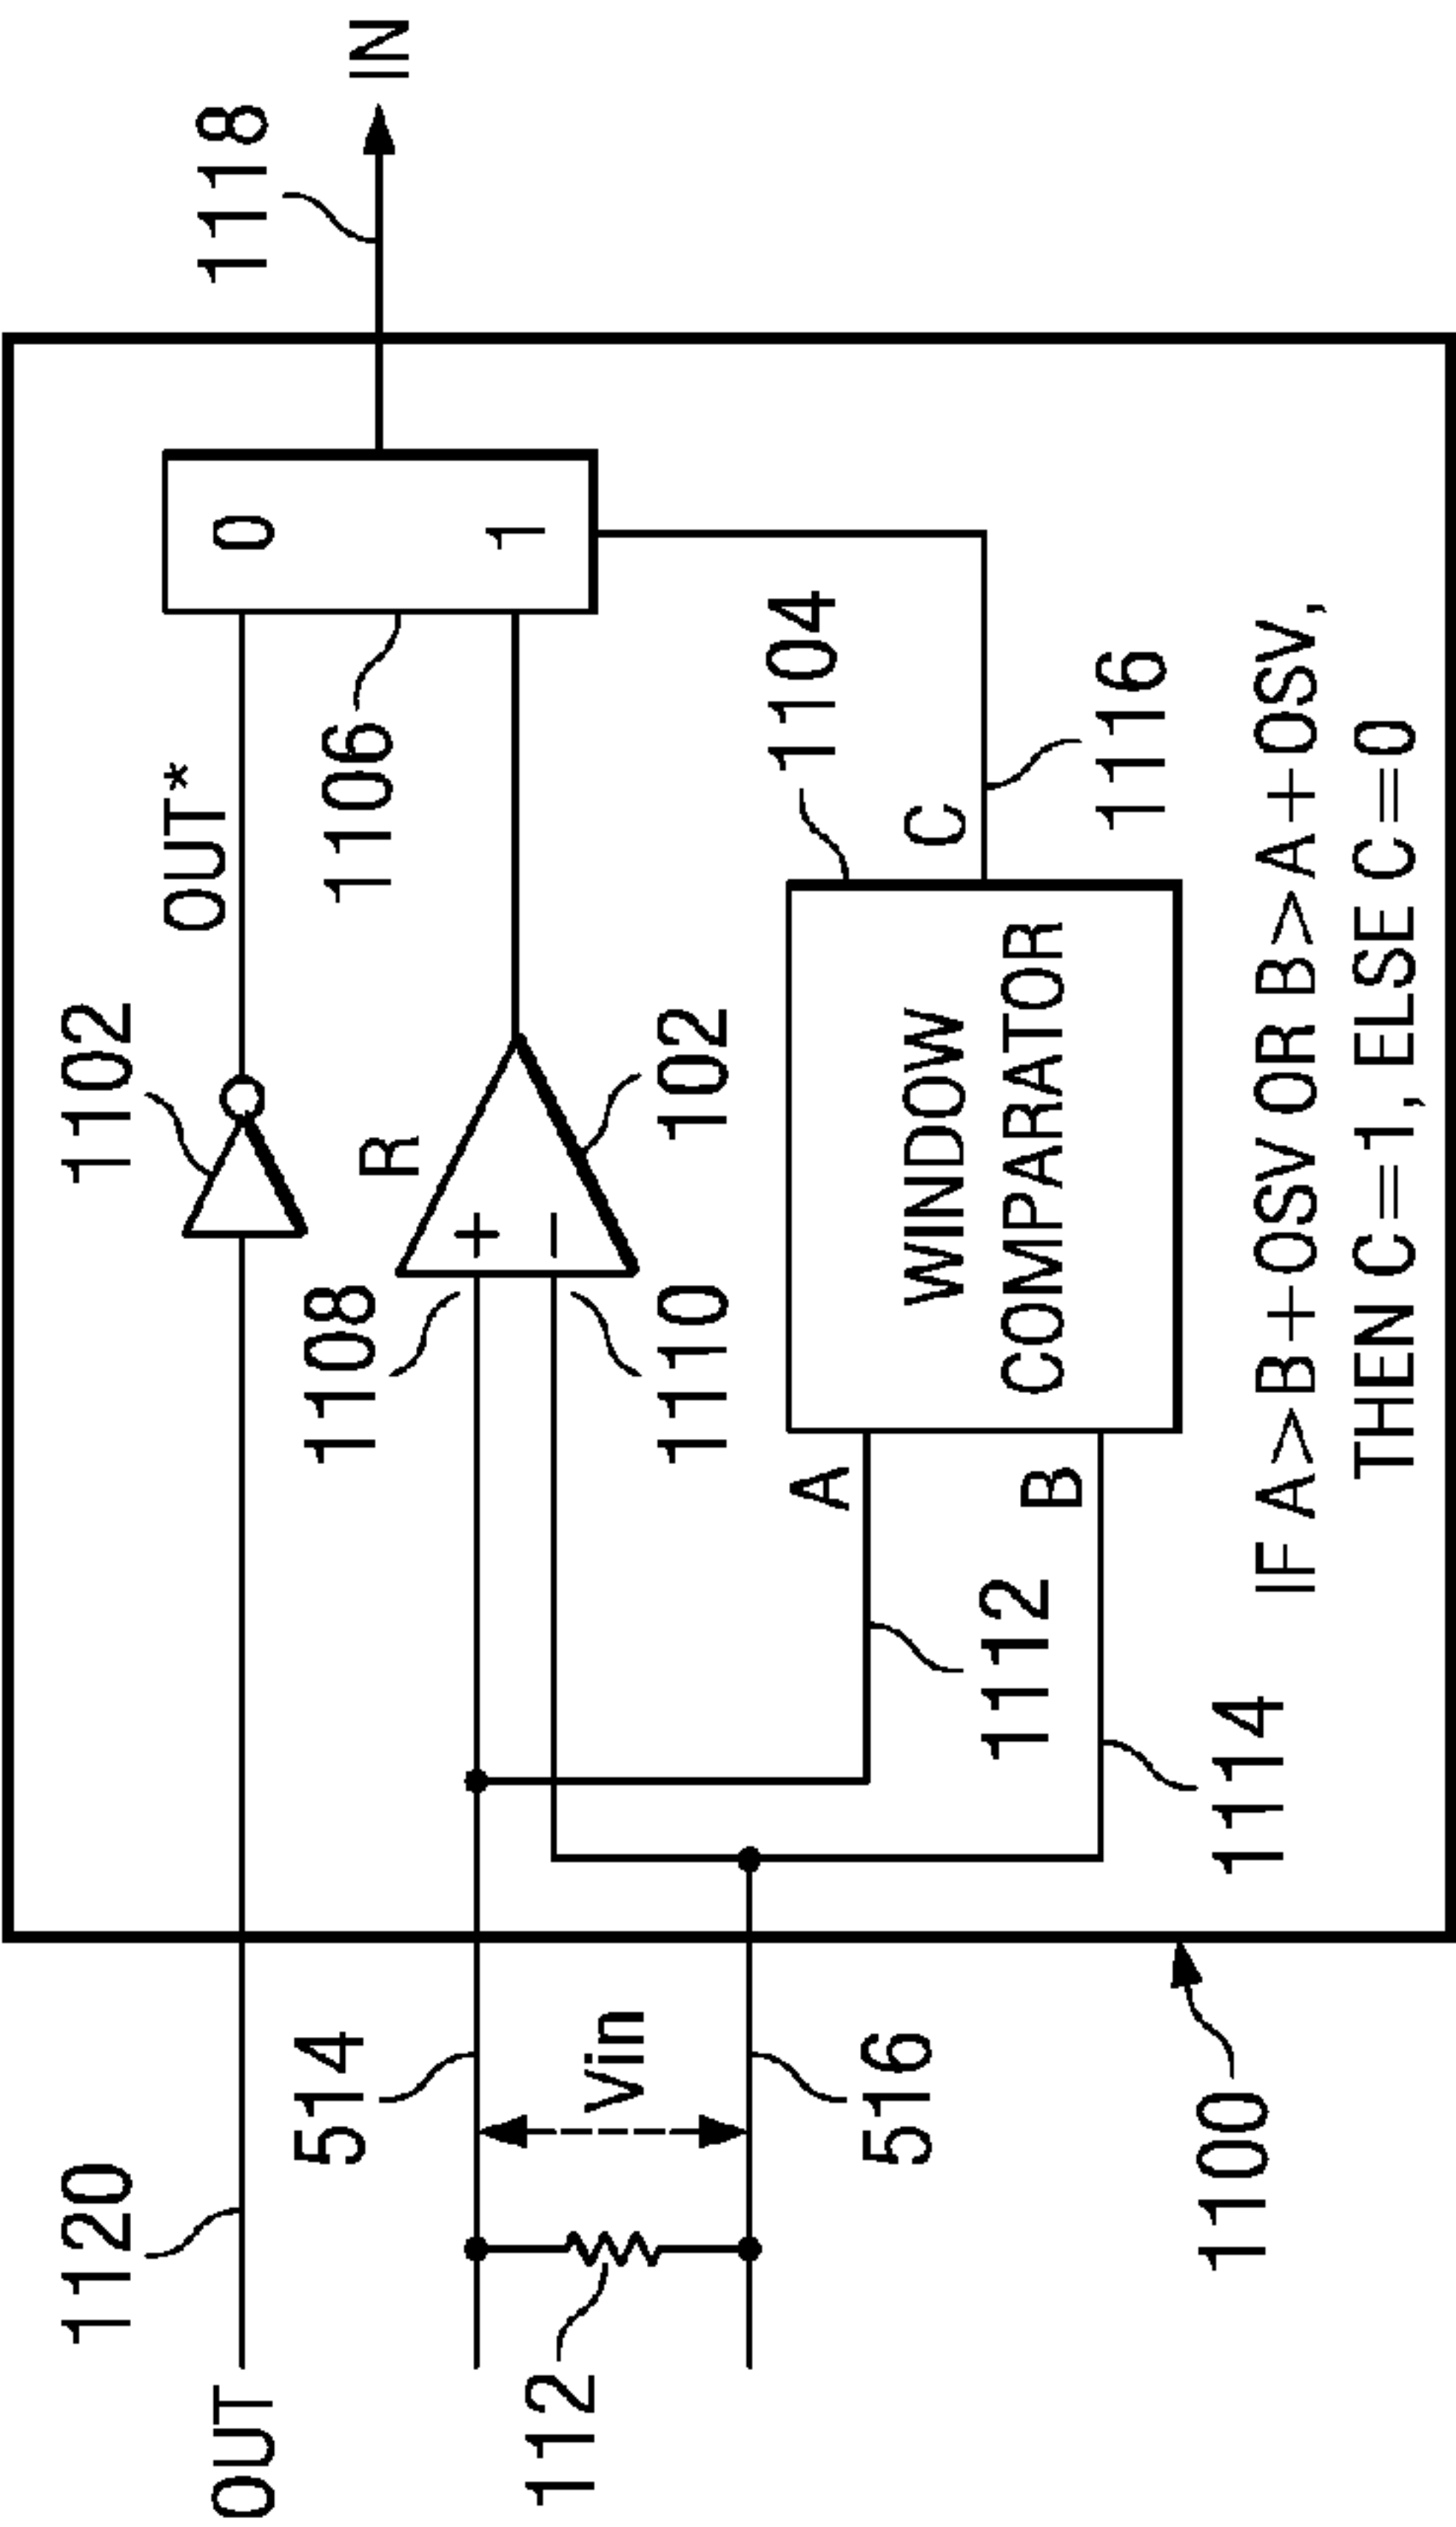 OUT
1120
1102
OUT*
0
1
1118
IN
514
1108
R
+
−
1106
112
Vin
1110
102
516
A
1112
B
WINDOW
COMPARATOR
1104
C
1116
1100
1114
IF A>B+OSV OR B>A+OSV,
THEN C=1, ELSE C=0